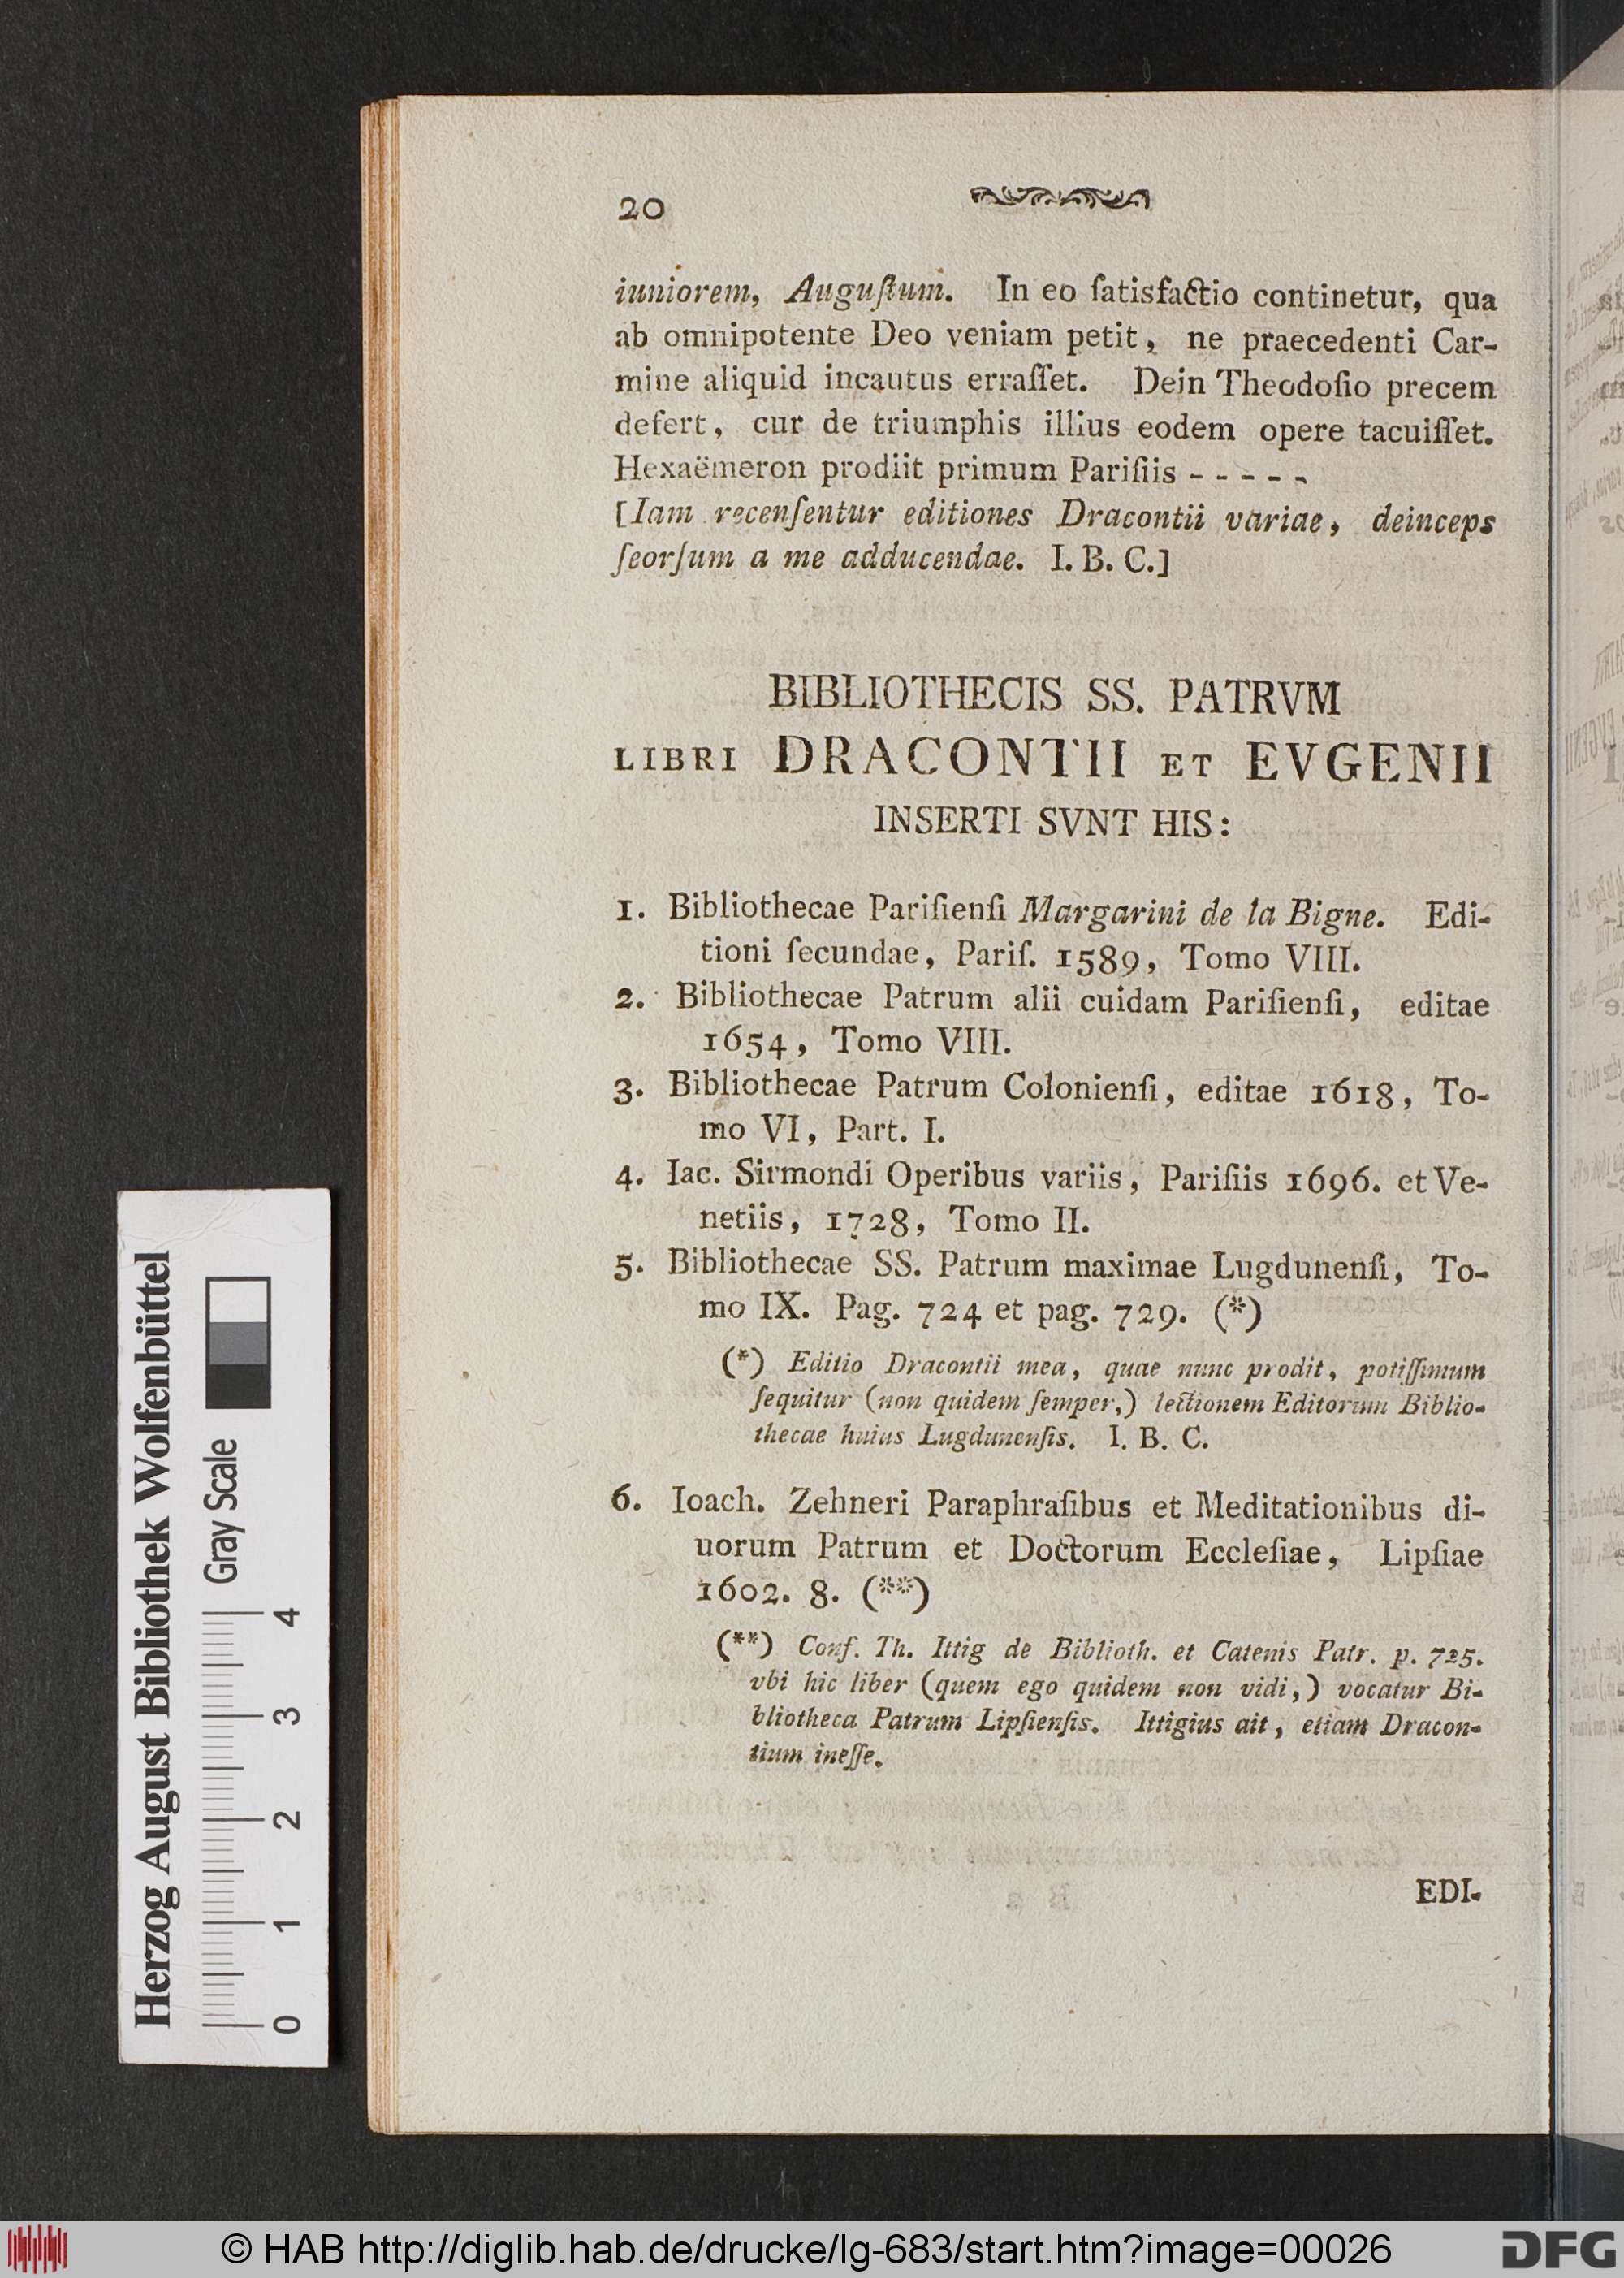 20
iuniorem, Auguſtum. In eo ſatisfactio continetur, qua
ab omnipotente Deo veniam petit, ne praecedenti Car-
mine aliquid incautus erraſſet. Dein Theodoſio precem
defert, cur de triumphis illius eodem opere tacuiſſet.
Hexaëmeron prodiit primum Pariſiis - - - - -
[Iam recenſentur editiones Dracontii variae, deinceps
ſeorſum a me adducendae. I. B. C.]
BIBLIOTHECIS SS. PATRVM
LIBRI DRACONTII ET EVGENII
INSERTI SVNT HIS:
1. Bibliothecae Pariſienſi Margarini de la Bigne. Edi-
tioni ſecundae, Pariſ. 1589, Tomo VIII.
2. Bibliothecae Patrum alii cuidam Pariſienſi, editae
1654, Tomo VIII.
3. Bibliothecae Patrum Colonienſi, editae 1618, To-
mo VI, Part. I.
4. Iac. Sirmondi Operibus variis, Pariſiis 1696. et Ve-
netiis, 1728, Tomo II.
5. Bibliothecae SS. Patrum maximae Lugdunenſi, To-
mo IX. Pag. 724 et pag. 729. (*)
(*) Editio Dracontii mea, quae nunc prodit, potiſſimum
ſequitur (non quidem ſemper,) lectionem Editorum Biblio-
thecae huius Lugdunenſis. I. B. C.
6. Ioach. Zehneri Paraphraſibus et Meditationibus di-
uorum Patrum et Doctorum Eccleſiae, Lipſiae
1602. 8. (**)
(**) Conf. Th. Ittig de Biblioth. et Catenis Patr. p. 725.
vbi hic liber (quem ego quidem non vidi,) vocatur Bi-
bliotheca Patrum Lipſienſis. Ittigius ait, etiam Dracon-
tium ineſſe.
EDI-
Herzog August Bibliothek Wolfenbüttel
Gray Scale
0 1 2 3 4
© HAB http://diglib.hab.de/drucke/lg-683/start.htm?image=00026
DFG